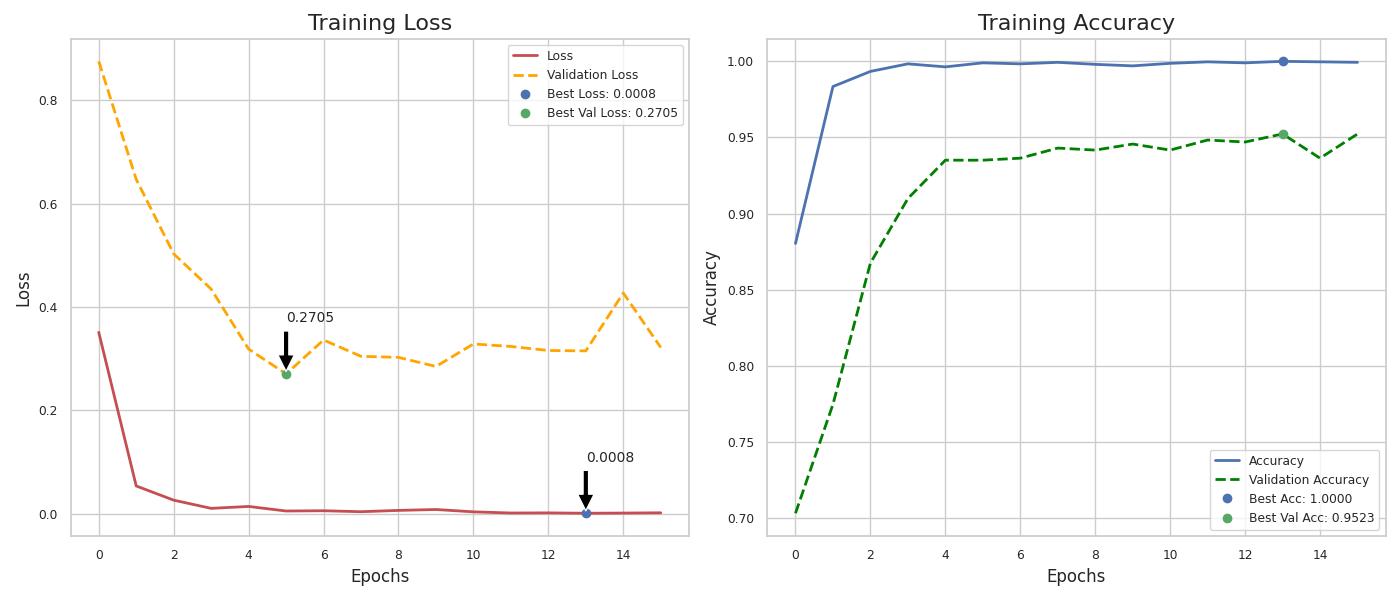 Training Loss
Loss
Validation Loss
Best Loss: 0.0008
Best Val Loss: 0.2705
0.8
0.6
0.4
0.2
0.0
Loss
0.2705
0.0008
0 2 4 6 8 10 12 14
Epochs
Training Accuracy
1.00
0.95
0.90
0.85
0.80
0.75
0.70
Accuracy
Accuracy
Validation Accuracy
Best Acc: 1.0000
Best Val Acc: 0.9523
0 2 4 6 8 10 12 14
Epochs